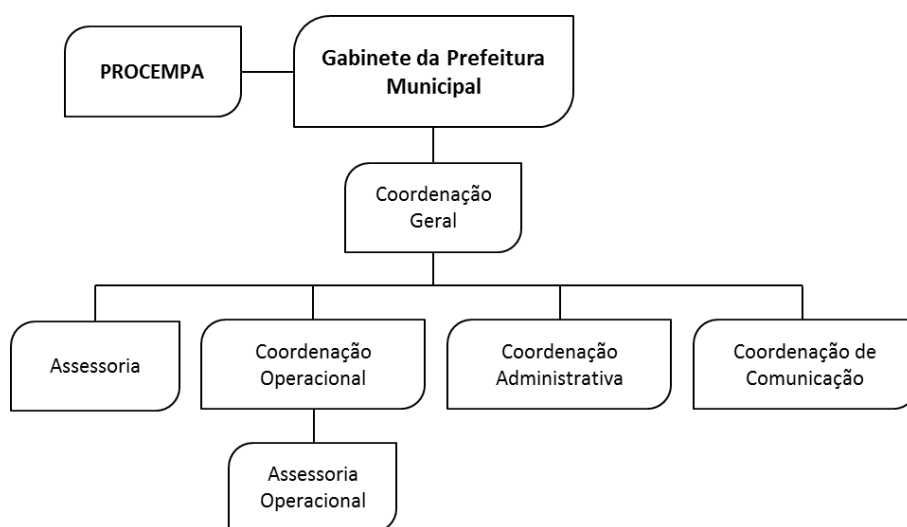 PROCEMPA
Gabinete da Prefeitura
Municipal
Coordenação
Geral
Assessoria
Coordenação
Operacional
Coordenação
Administrativa
Coordenação de
Comunicação
Assessoria
Operacional